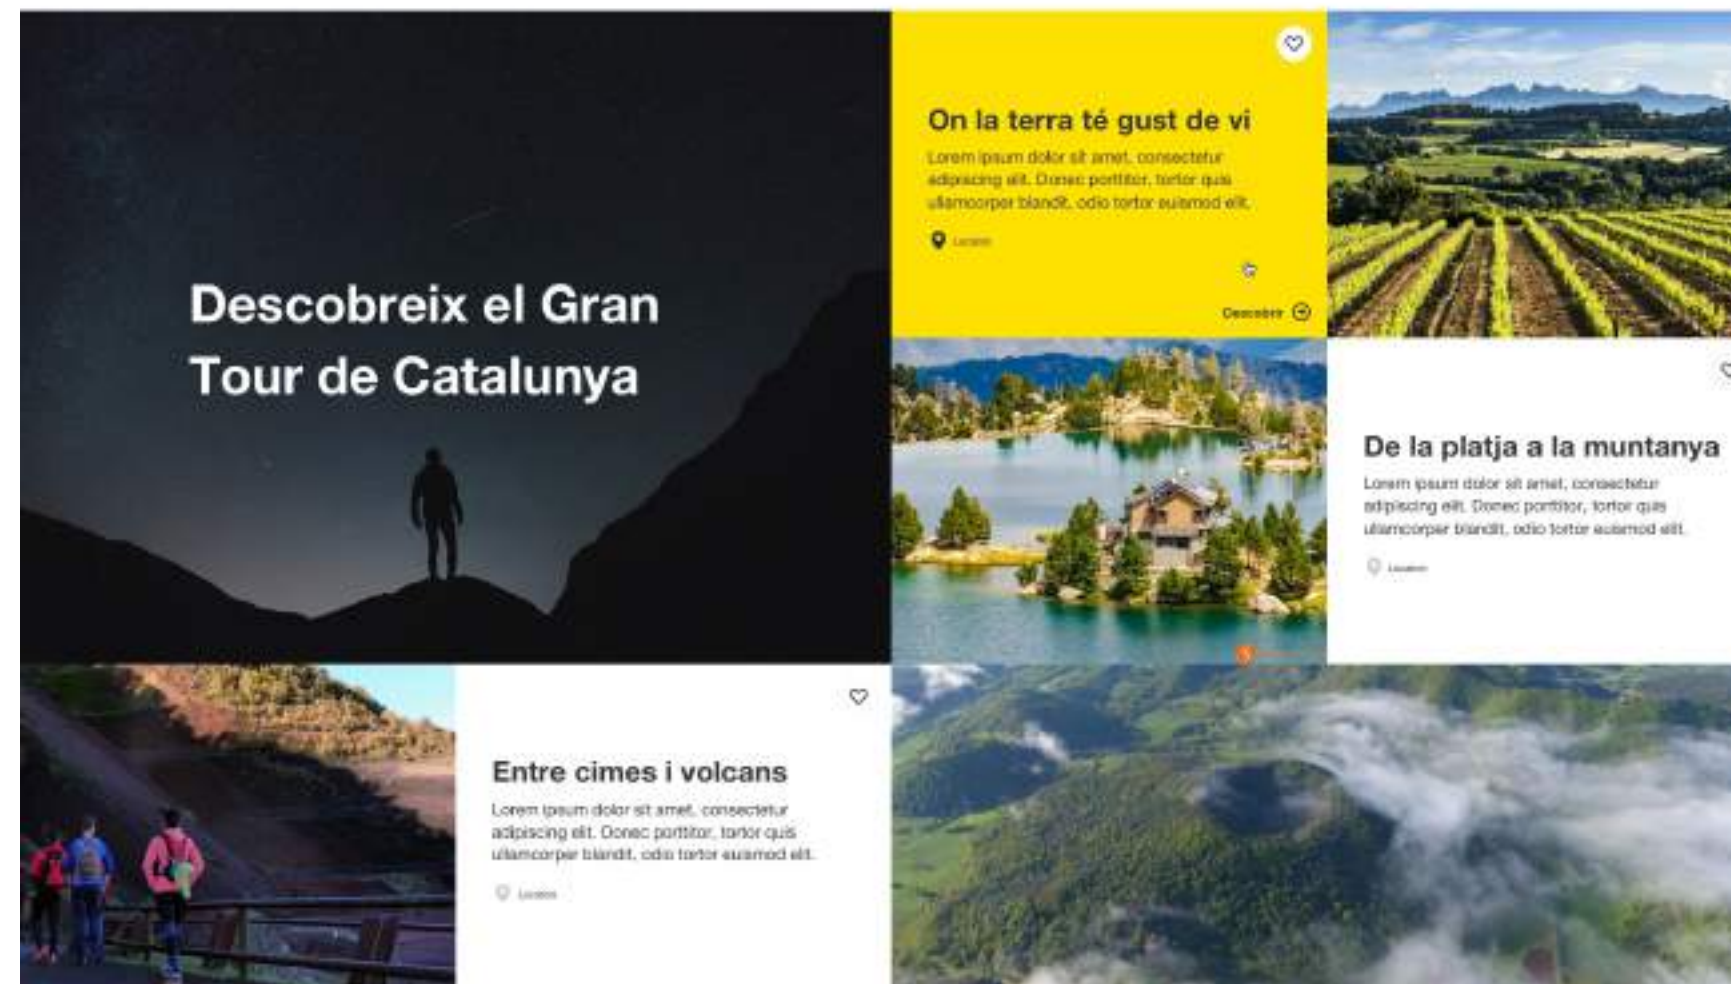 Descobreix el Gran
Tour de Catalunya
On la terra té gust de vi
Lorem ipsum dolor sit amet, consectetur
adipiscing elit. Donec porttitor, tortor quis
ullamcorper blandit, odio tortor euismod elit.
Location
Descobrir
De la platja a la muntanya
Lorem ipsum dolor sit amet, consectetur
adipiscing elit. Donec porttitor, tortor quis
ullamcorper blandit, odio tortor euismod elit.
Location
Entre cimes i volcans
Lorem ipsum dolor sit amet, consectetur
adipiscing elit. Donec porttitor, tortor quis
ullamcorper blandit, odio tortor euismod elit.
Location